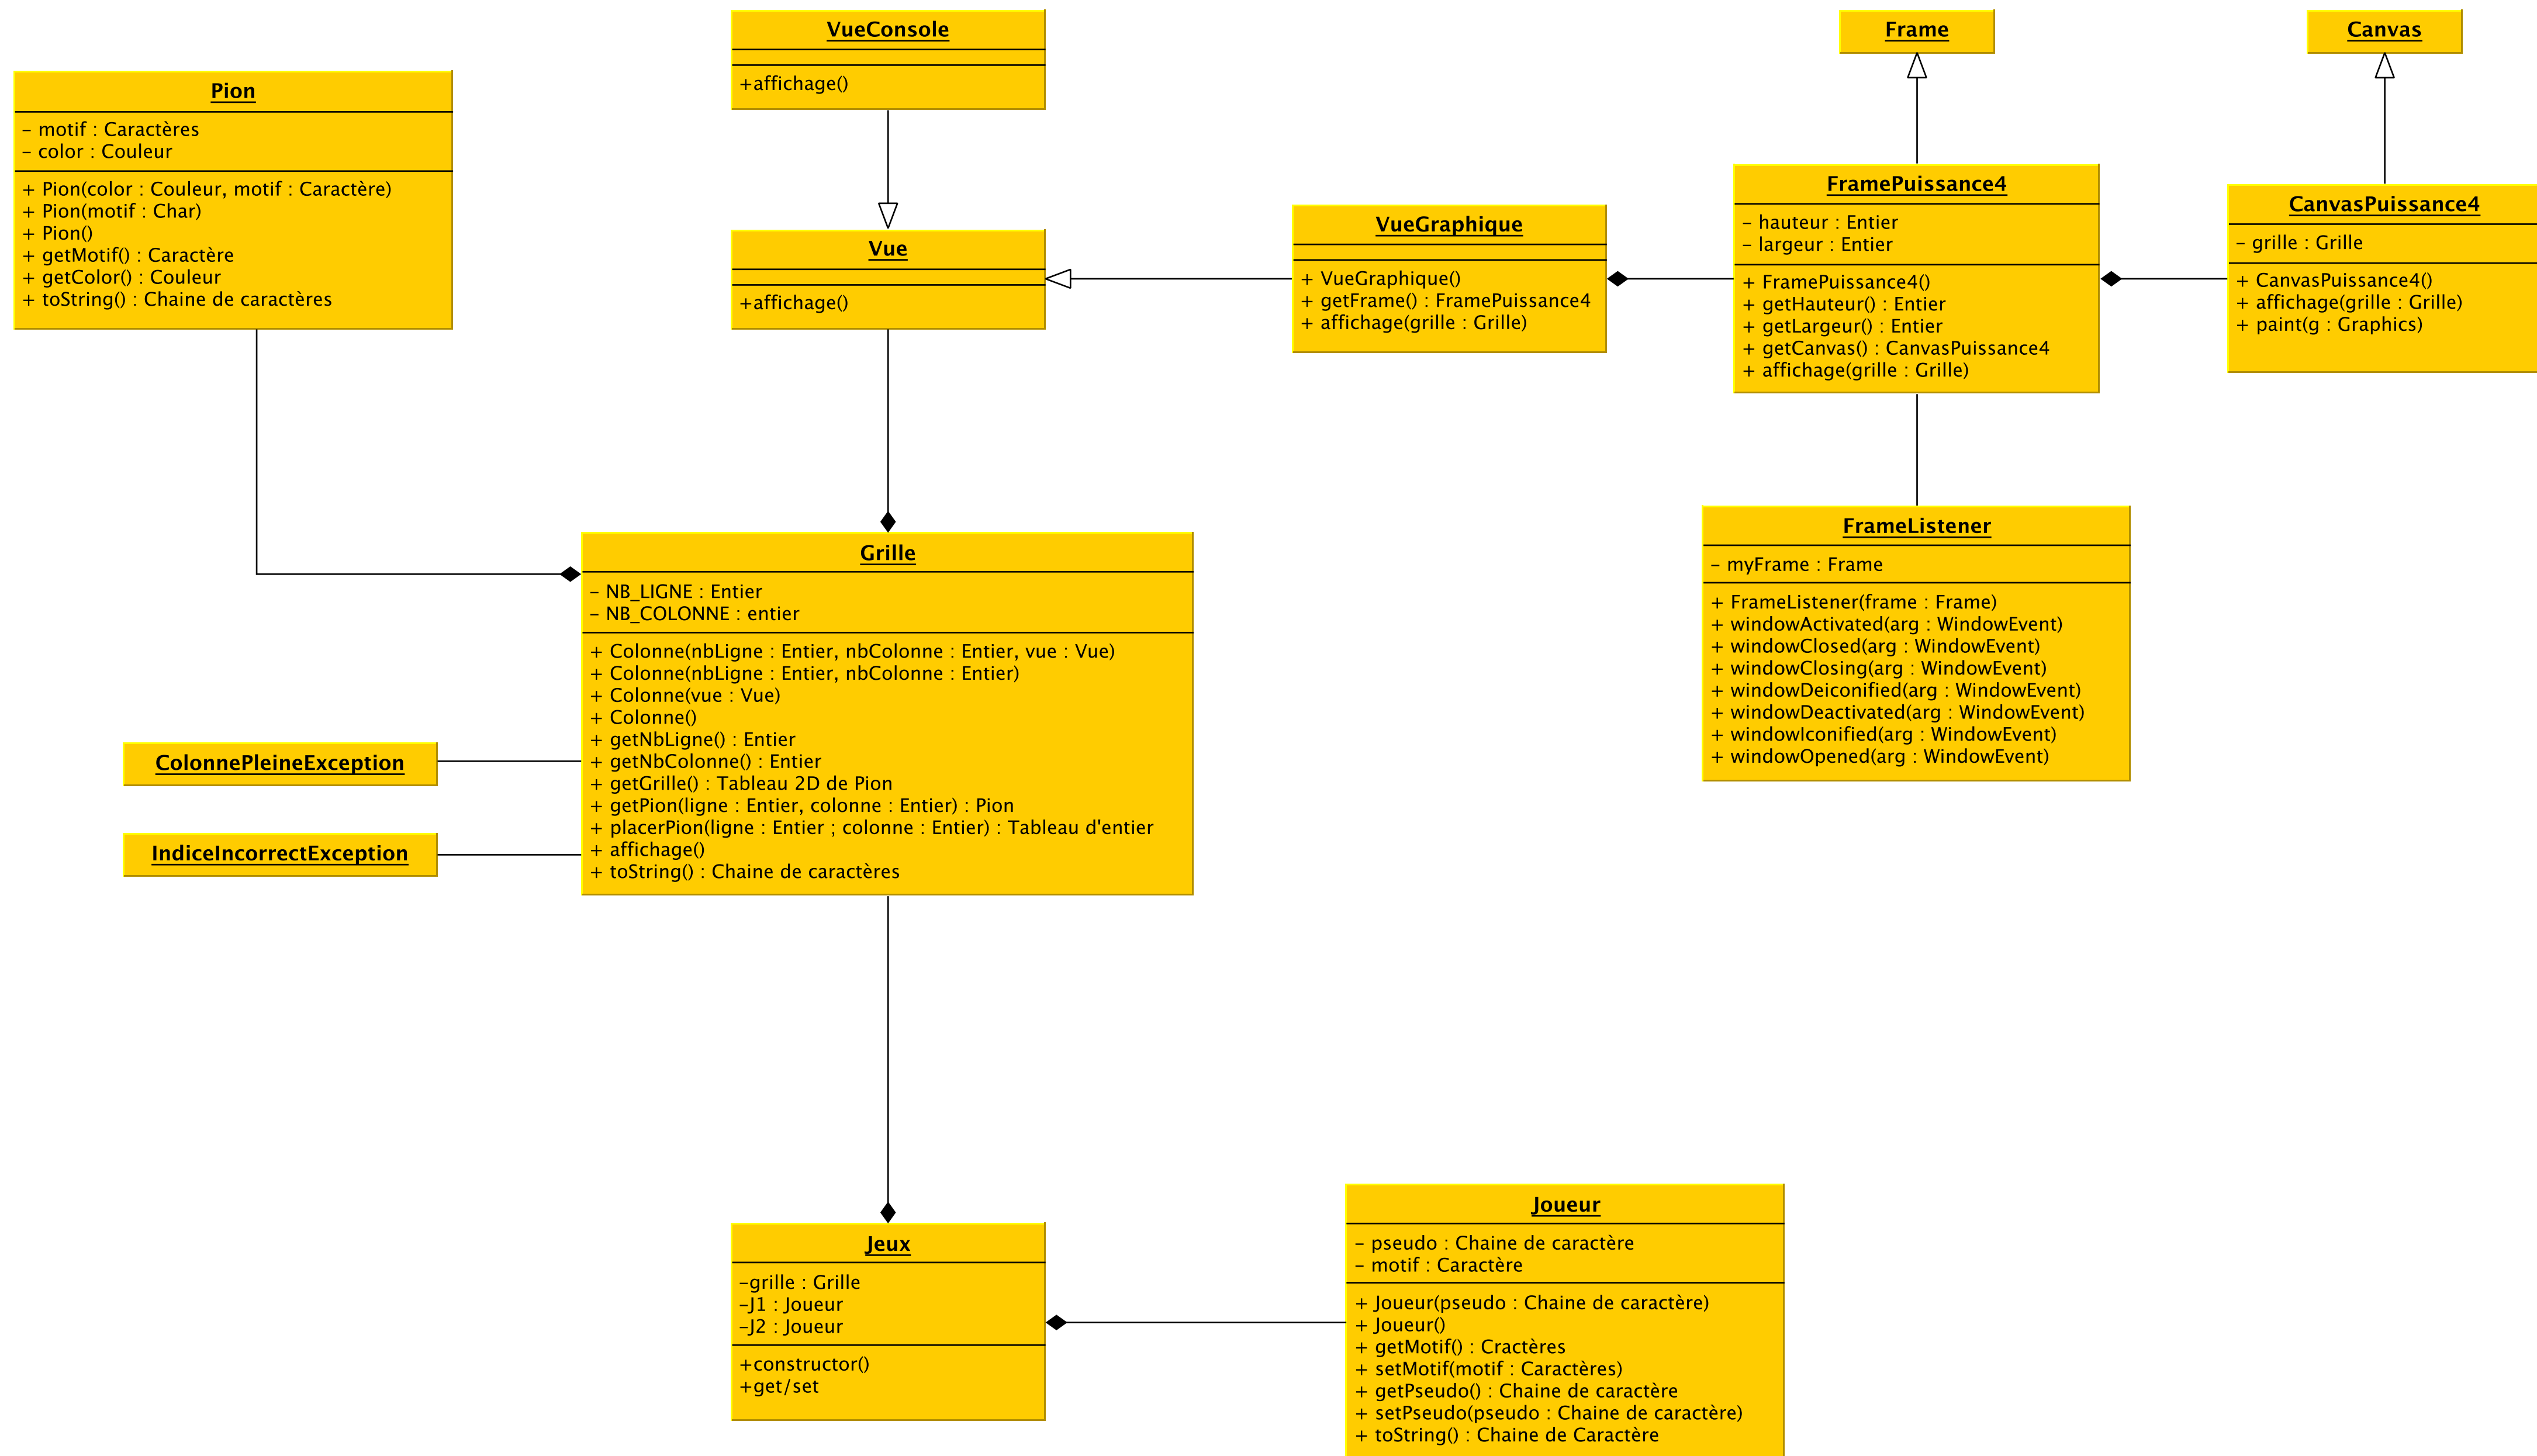 VueConsole
+affichage()
Frame
Canvas
Pion
– motif : Caractères
– color : Couleur
+ Pion(color : Couleur, motif : Caractère)
+ Pion(motif : Char)
+ Pion()
+ getMotif() : Caractère
+ getColor() : Couleur
+ toString() : Chaine de caractères
Vue
+affichage()
VueGraphique
+ VueGraphique()
+ getFrame() : FramePuissance4
+ affichage(grille : Grille)
FramePuissance4
– hauteur : Entier
– largeur : Entier
+ FramePuissance4()
+ getHauteur() : Entier
+ getLargeur() : Entier
+ getCanvas() : CanvasPuissance4
+ affichage(grille : Grille)
CanvasPuissance4
– grille : Grille
+ CanvasPuissance4()
+ affichage(grille : Grille)
+ paint(g : Graphics)
Grille
– NB_LIGNE : Entier
– NB_COLONNE : entier
+ Colonne(nbLigne : Entier, nbColonne : Entier, vue : Vue)
+ Colonne(nbLigne : Entier, nbColonne : Entier)
+ Colonne(vue : Vue)
+ Colonne()
+ getNbLigne() : Entier
+ getNbColonne() : Entier
+ getGrille() : Tableau 2D de Pion
+ getPion(ligne : Entier, colonne : Entier) : Pion
+ placerPion(ligne : Entier ; colonne : Entier) : Tableau d'entier
+ affichage()
+ toString() : Chaine de caractères
FrameListener
– myFrame : Frame
+ FrameListener(frame : Frame)
+ windowActivated(arg : WindowEvent)
+ windowClosed(arg : WindowEvent)
+ windowClosing(arg : WindowEvent)
+ windowDeiconified(arg : WindowEvent)
+ windowDeactivated(arg : WindowEvent)
+ windowIconified(arg : WindowEvent)
+ windowOpened(arg : WindowEvent)
ColonnePleineException
IndiceIncorrectException
Jeux
–grille : Grille
–J1 : Joueur
–J2 : Joueur
+constructor()
+get/set
Joueur
– pseudo : Chaine de caractère
– motif : Caractère
+ Joueur(pseudo : Chaine de caractère)
+ Joueur()
+ getMotif() : Cractères
+ setMotif(motif : Caractères)
+ getPseudo() : Chaine de caractère
+ setPseudo(pseudo : Chaine de caractère)
+ toString() : Chaine de Caractère